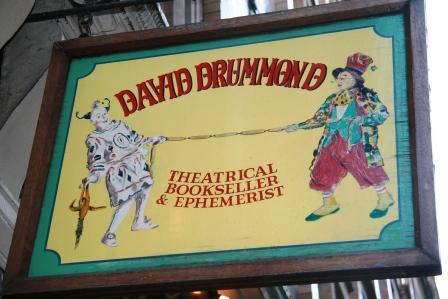 DAVID DRUMMOND
THEATRICAL
BOOKSELLER
& EPHEMERIST